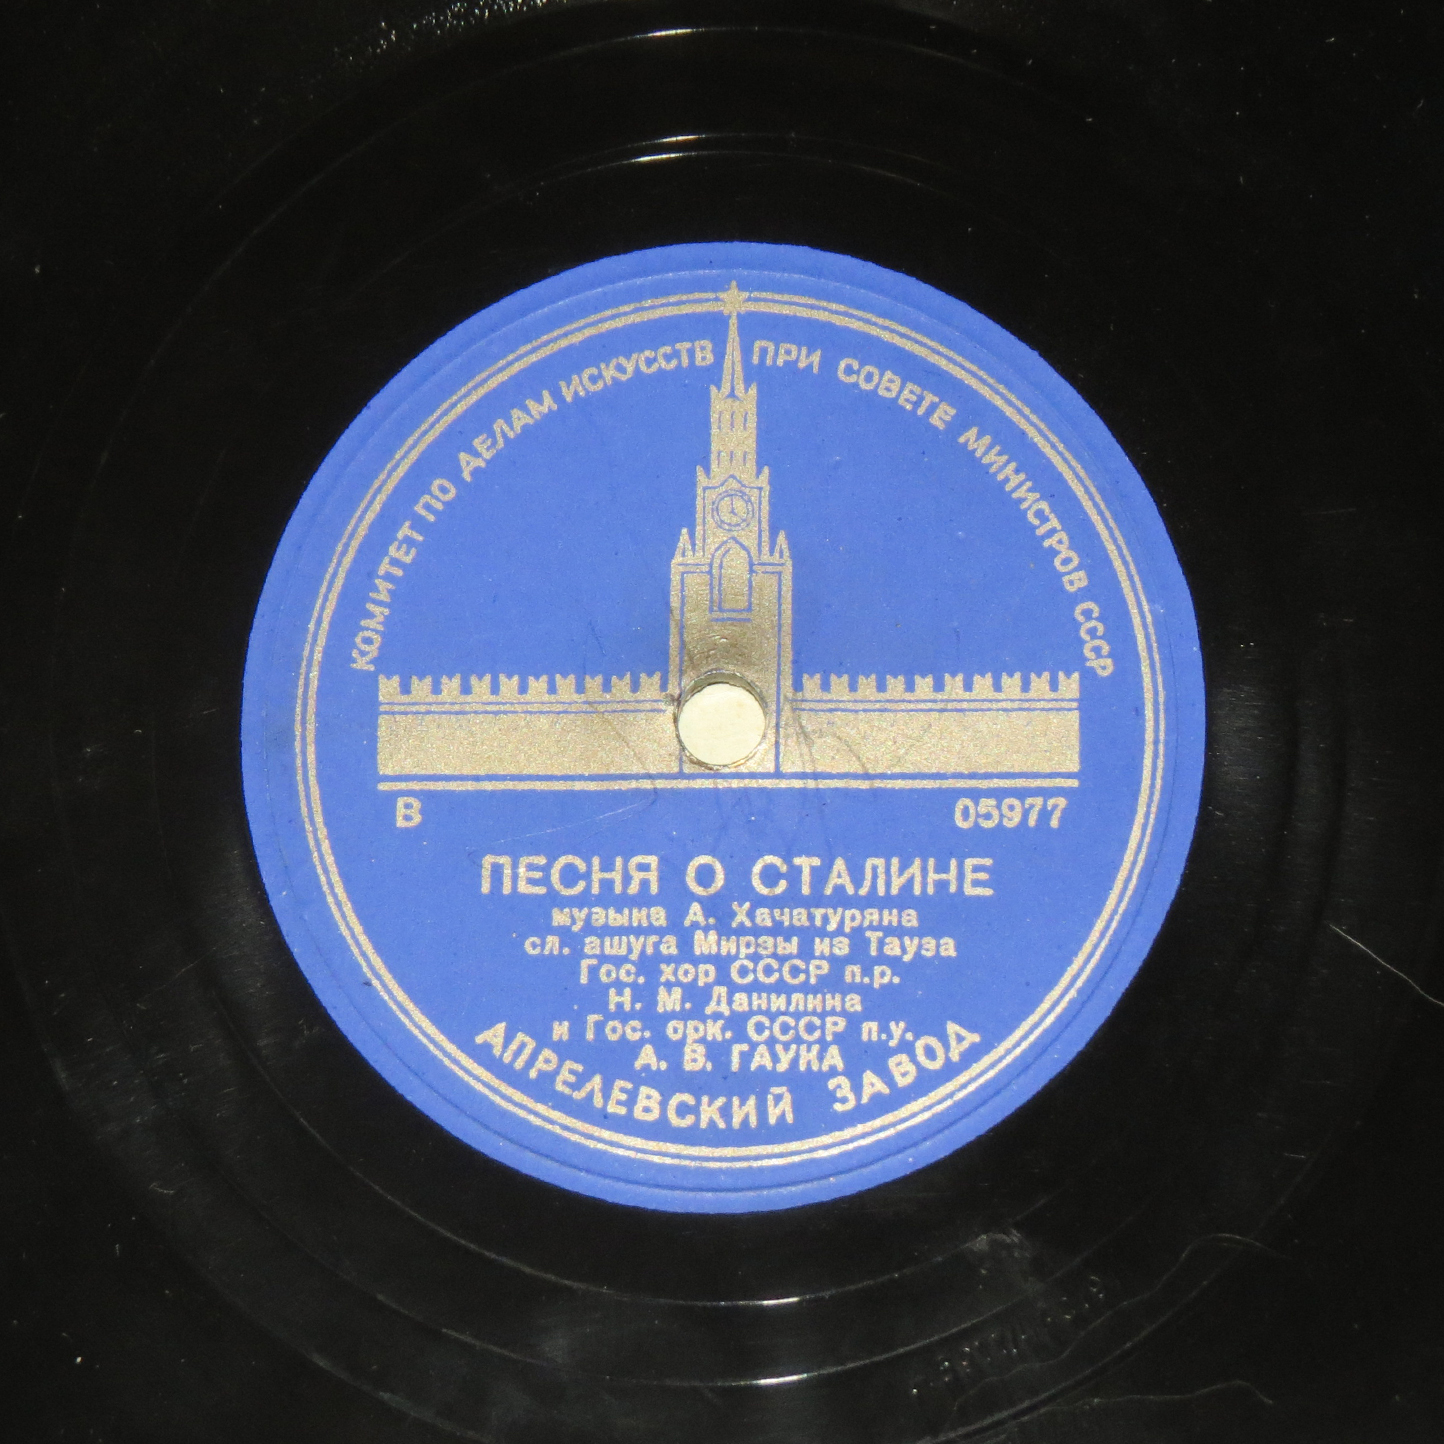 КОМИТЕТ ПО ДЕЛАМ ИСКУССТВ ПРИ СОВЕТЕ МИНИСТРОВ СССР
В 05977
ПЕСНЯ О СТАЛИНЕ
музыка А. Хачатуряна
сл. ашуга Мирзы из Тауза
Гос. хор СССР п.р.
Н. М. Данилина
и Гос. орк. СССР п.у.
А. В. ГАУКА
АПРЕЛЕВСКИЙ ЗАВОД